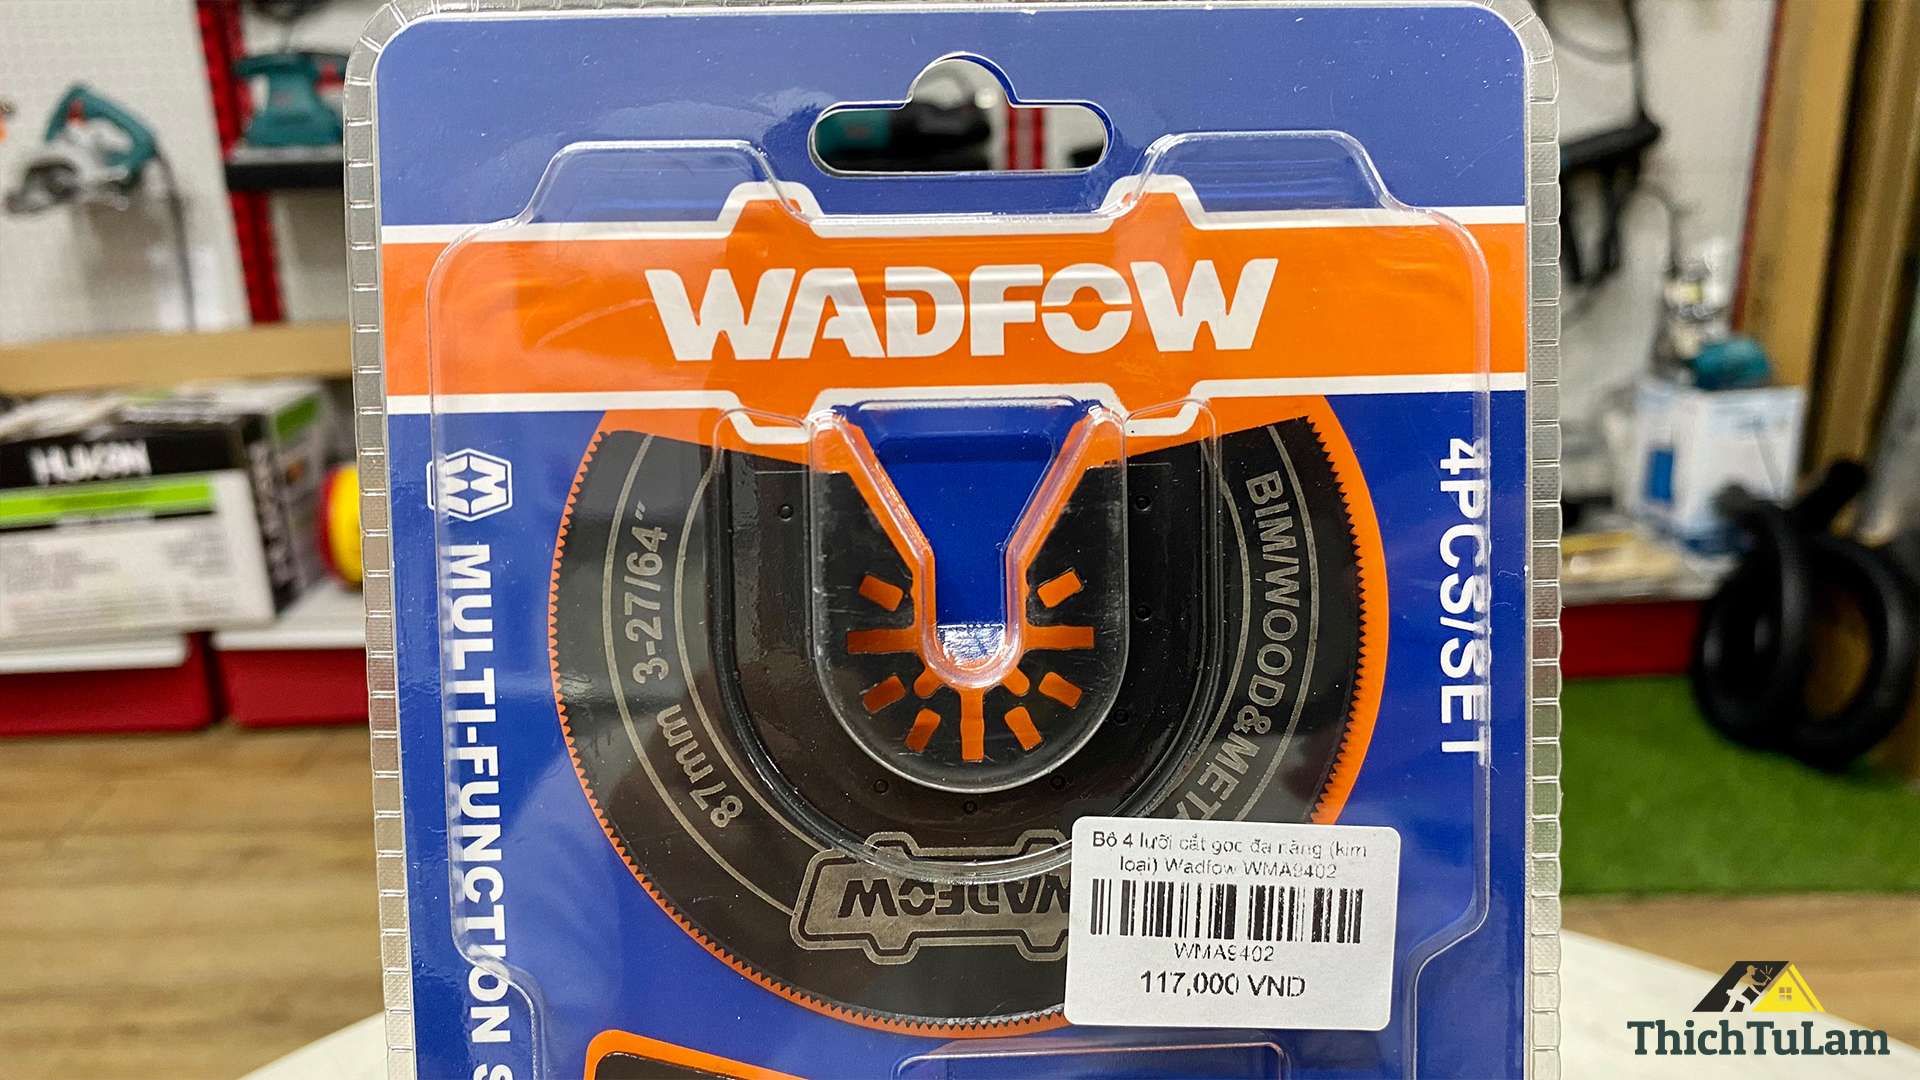 WADFOW
4PCS/SET
MULTI-FUNCTION S
87mm 3-27/64"
BIMWOOD&META
WADFOW
Bộ 4 lưỡi cắt góc đa năng (kim
loại) Wadfow WMA9402
WMA9402
117,000 VND
ThichTuLam